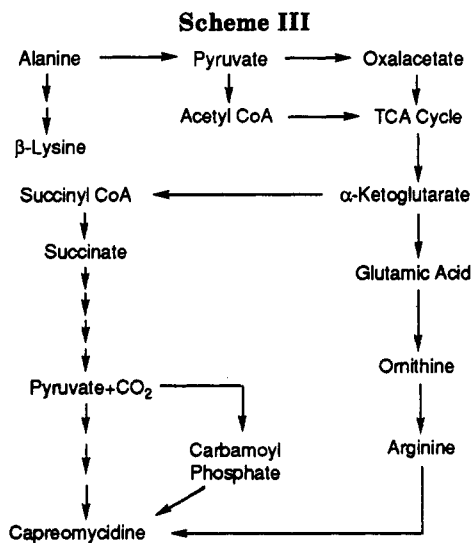 Scheme III
Alanine
Pyruvate
Oxalacetate
Acetyl CoA
TCA Cycle
β-Lysine
Succinyl CoA
α-Ketoglutarate
Succinate
Glutamic Acid
Ornithine
Pyruvate+CO₂
Carbamoyl
Phosphate
Arginine
Capreomycidine